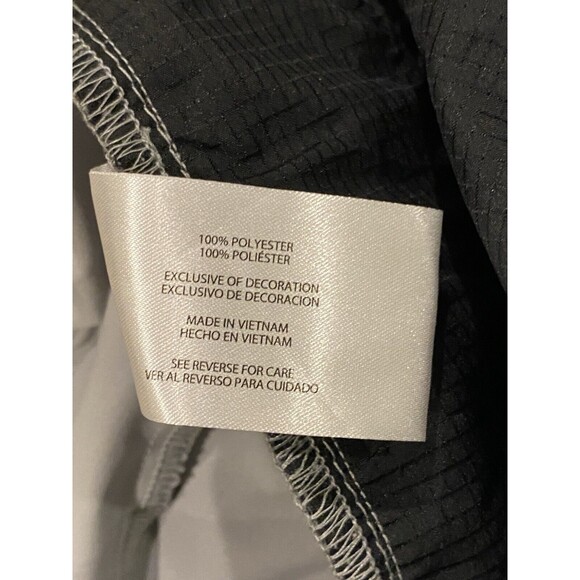 100% POLYESTER
100% POLIÉSTER
EXCLUSIVE OF DECORATION
EXCLUSIVO DE DECORACION
MADE IN VIETNAM
HECHO EN VIETNAM
SEE REVERSE FOR CARE
VER AL REVERSO PARA CUIDADO